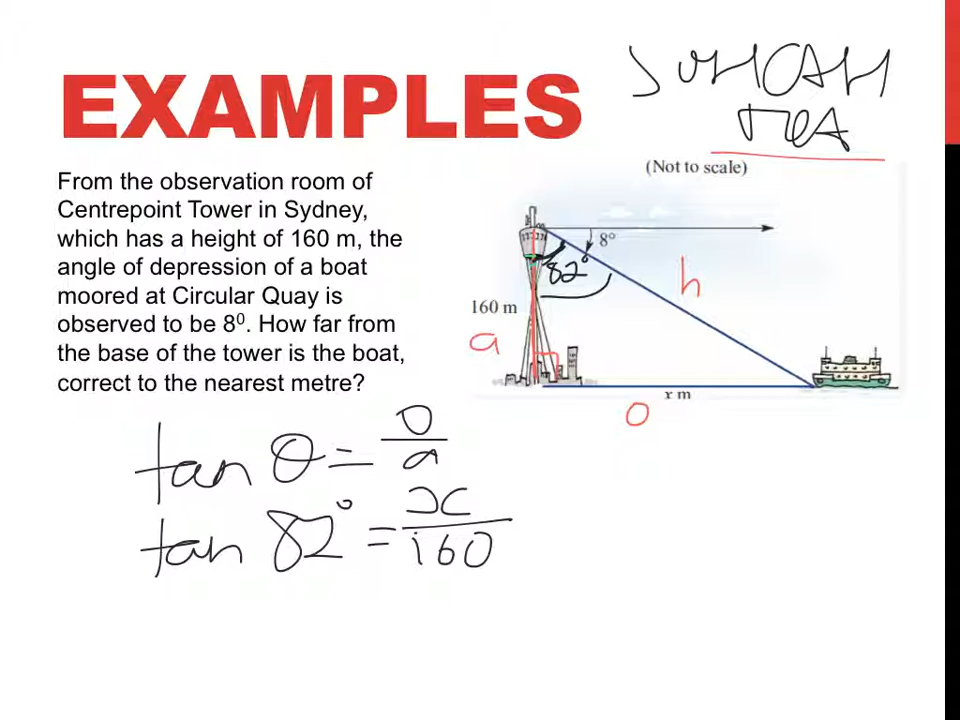 EXAMPLES
SOHCAH
TOA
From the observation room of
Centrepoint Tower in Sydney,
which has a height of 160 m, the
angle of depression of a boat
moored at Circular Quay is
observed to be 8⁰. How far from
the base of the tower is the boat,
correct to the nearest metre?
(Not to scale)
8°
82°
h
160 m
a
x m
o
tan θ = o/a
tan 82° = x/160